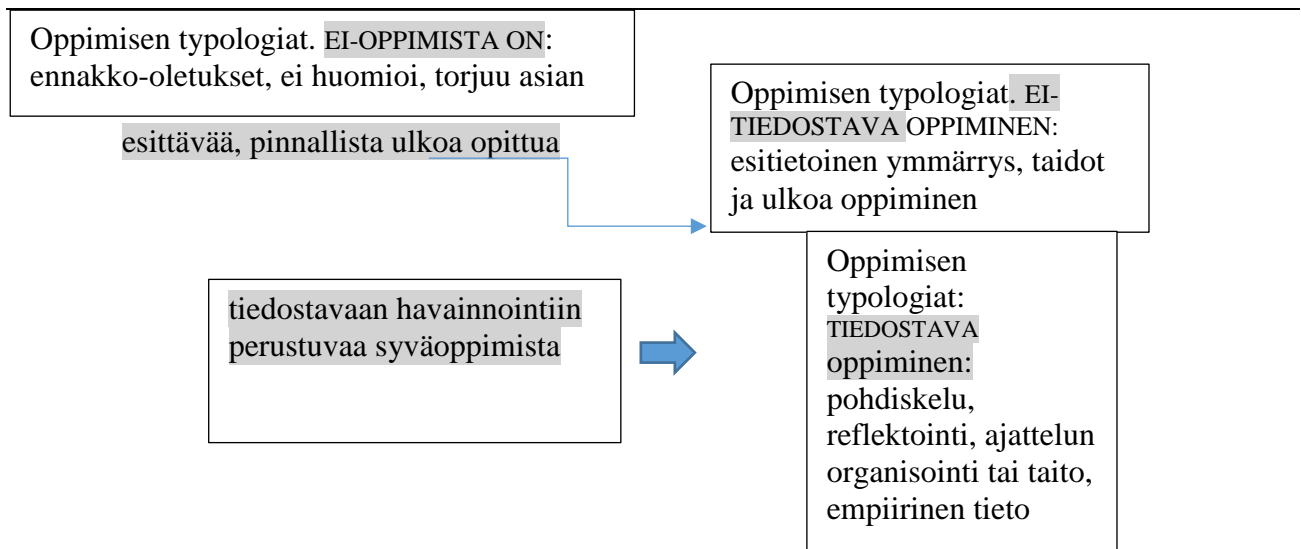 Oppimisen typologiat. EI-OPPIMISTA ON:
ennakko-oletukset, ei huomioi, torjuu asian
esittävää, pinnallista ulkoa opittua
Oppimisen typologiat. EI-
TIEDOSTAVA OPPIMINEN:
esitietoinen ymmärrys, taidot
ja ulkoa oppiminen
tiedostavaan havainnointiin
perustuvaa syväoppimista
Oppimisen
typologiat:
TIEDOSTAVA
oppiminen:
pohdiskelu,
reflektointi, ajattelun
organisointi tai taito,
empiirinen tieto